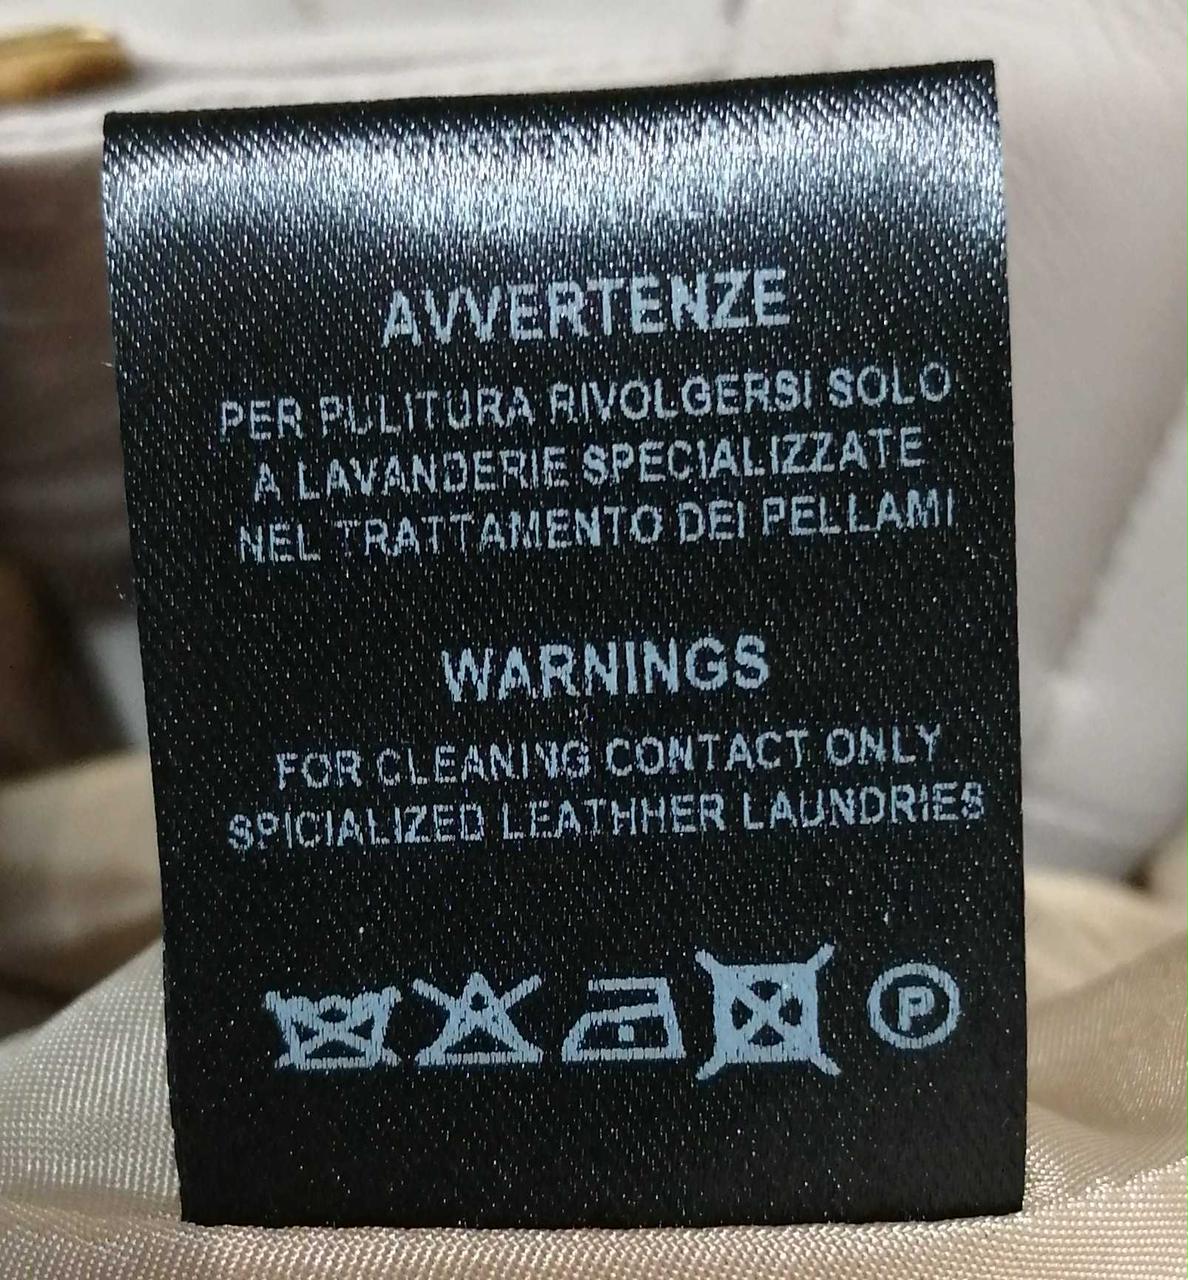 AVVERTENZE
PER PULITURA RIVOLGERSI SOLO
A LAVANDERIE SPECIALIZZATE
NEL TRATTAMENTO DEI PELLAMI
WARNINGS
FOR CLEANING CONTACT ONLY
SPICIALIZED LEATHHER LAUNDRIES
P